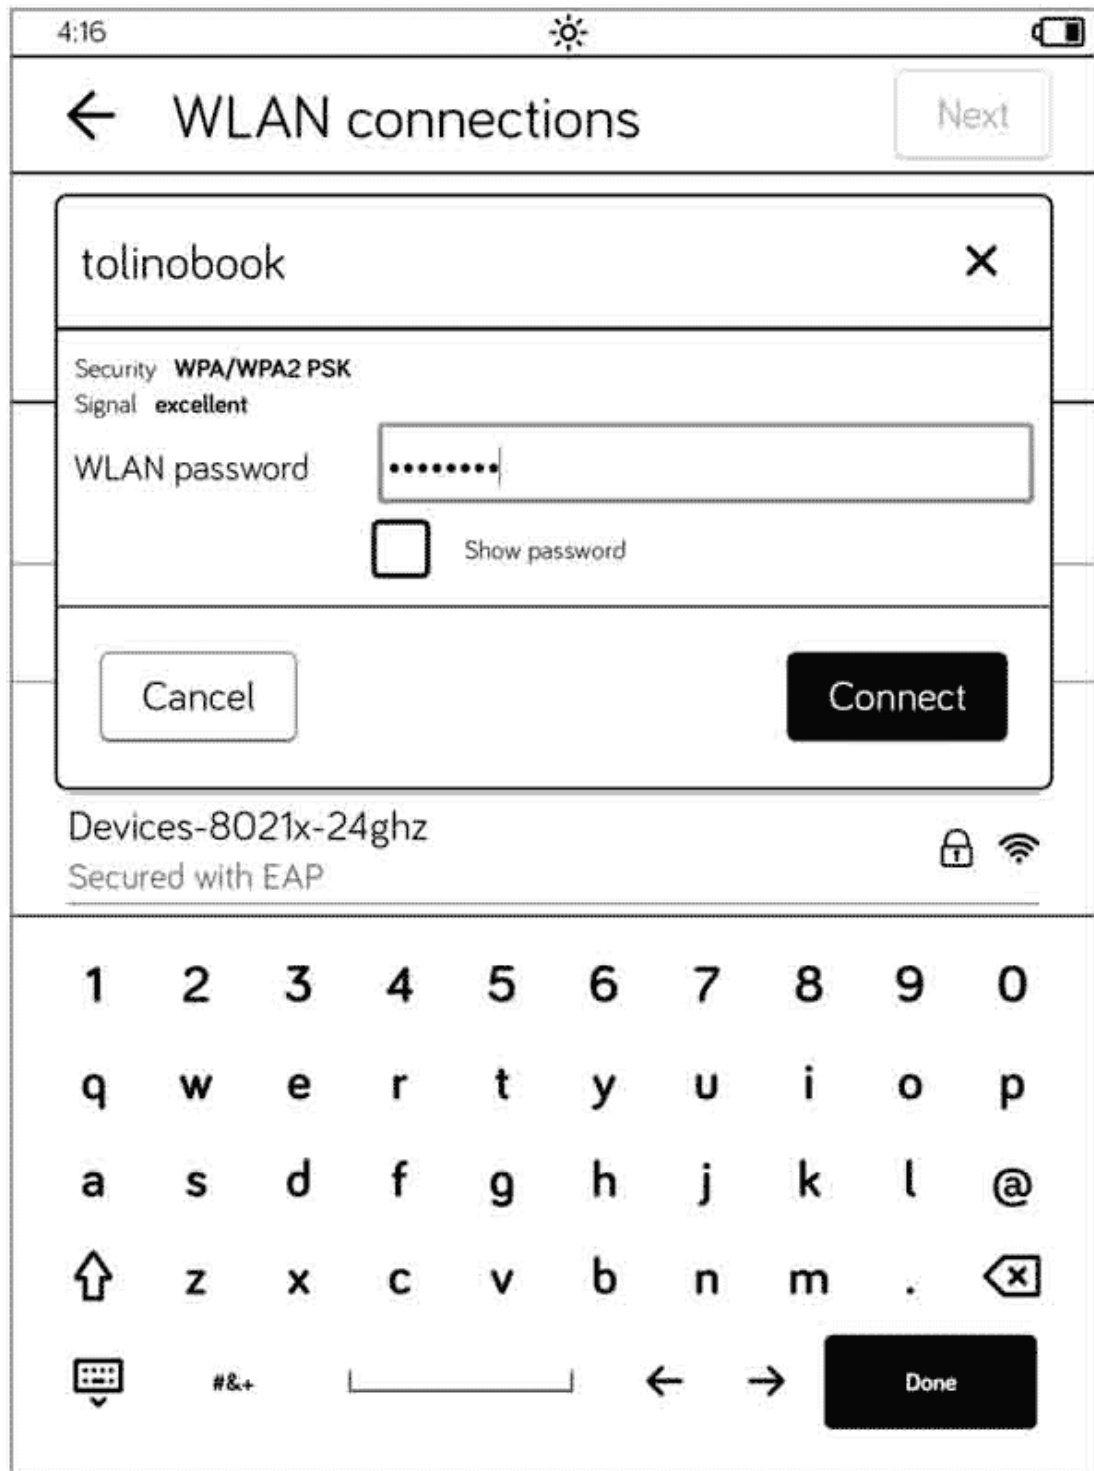 4:16
WLAN connections Next
tolinobook
Security WPA/WPA2 PSK
Signal excellent
WLAN password ••••••••
Show password
Cancel Connect
Devices-8021x-24ghz
Secured with EAP
1 2 3 4 5 6 7 8 9 0
q w e r t y u i o p
a s d f g h j k l @
z x c v b n m .
#&+ Done